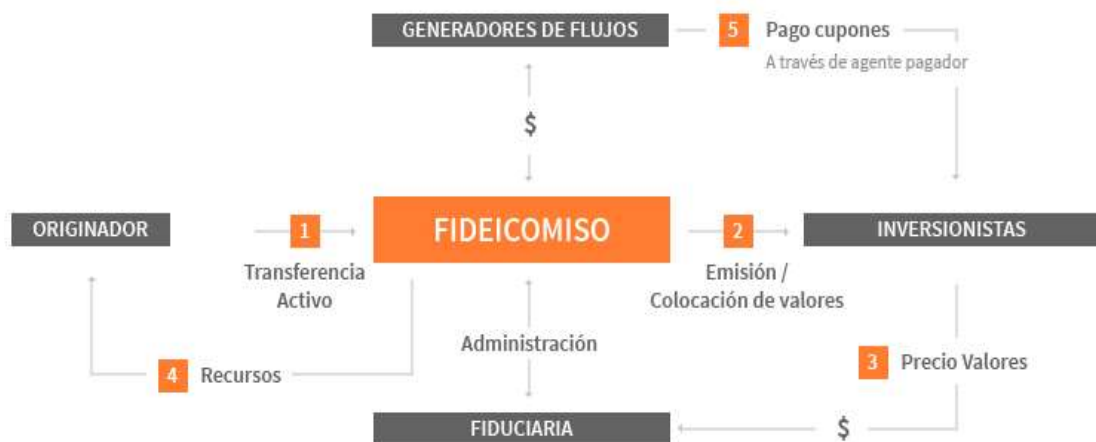 GENERADORES DE FLUJOS
5 Pago cupones
A través de agente pagador
$
ORIGINADOR
1
FIDEICOMISO
2
INVERSIONISTAS
Transferencia
Activo
Emisión /
Colocación de valores
Administración
4 Recursos
3 Precio Valores
FIDUCIARIA
$